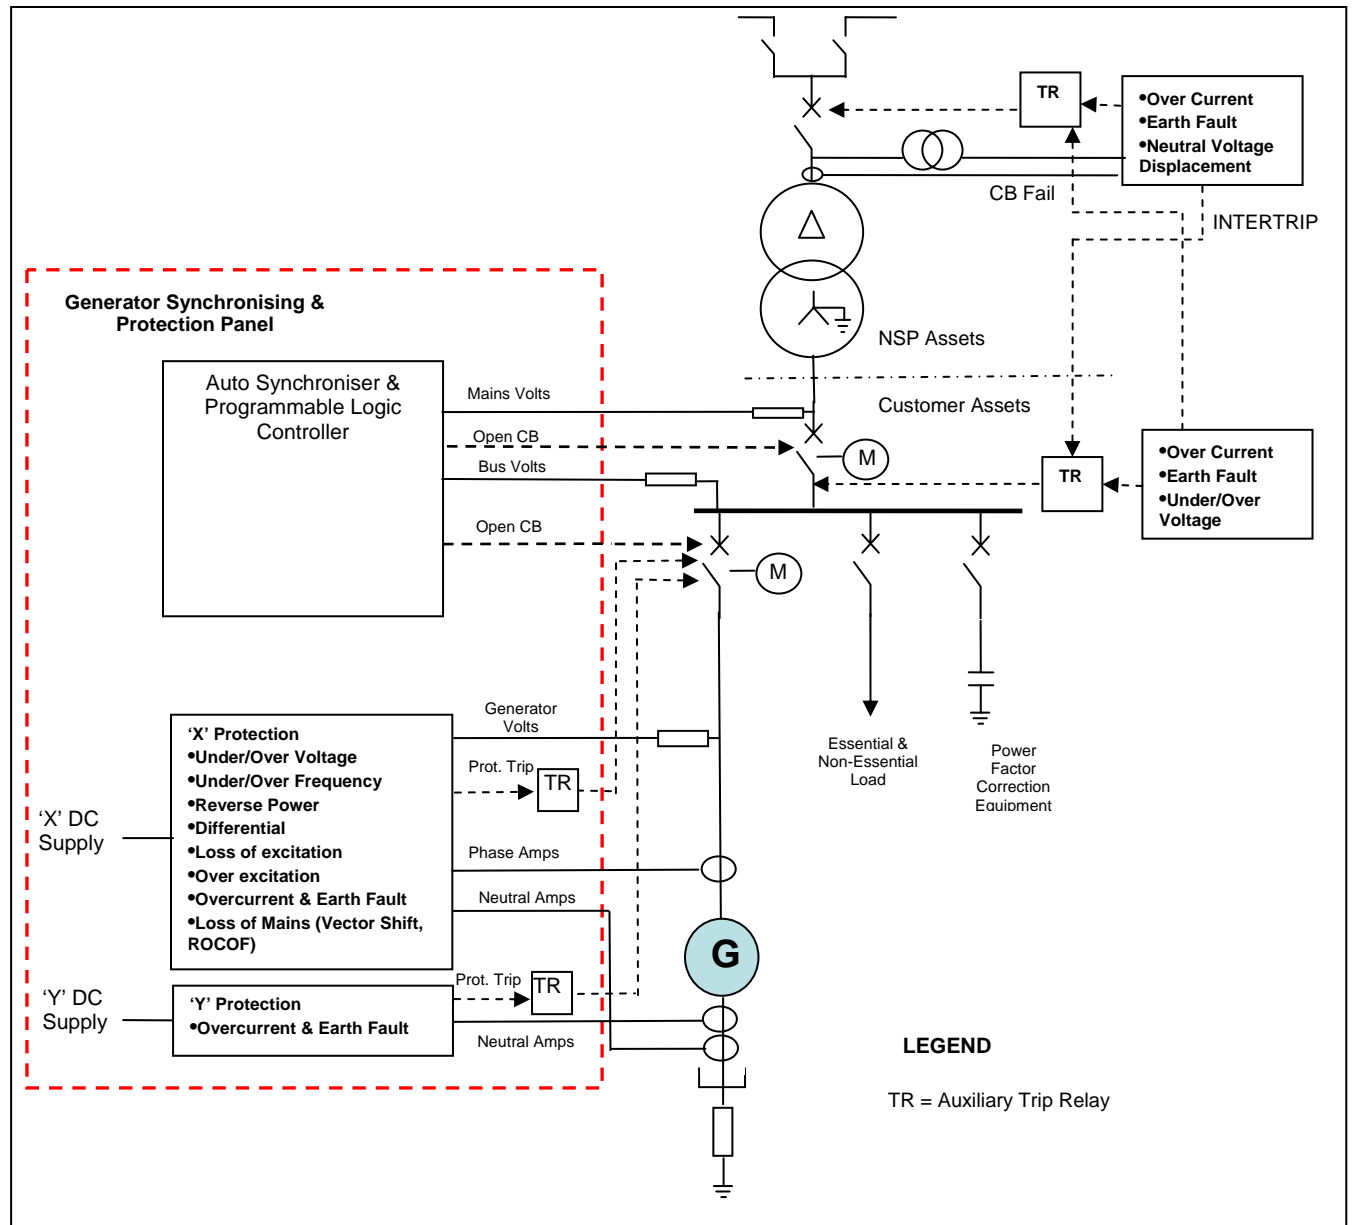 TR
•Over Current
•Earth Fault
•Neutral Voltage
Displacement
CB Fail
INTERTRIP
NSP Assets
Customer Assets
Generator Synchronising &
Protection Panel
Auto Synchroniser &
Programmable Logic
Controller
Mains Volts
Open CB
Bus Volts
Open CB
M
M
TR
•Over Current
•Earth Fault
•Under/Over
Voltage
Generator
Volts
Prot. Trip
TR
Phase Amps
Neutral Amps
'X' DC
Supply
'X' Protection
•Under/Over Voltage
•Under/Over Frequency
•Reverse Power
•Differential
•Loss of excitation
•Over excitation
•Overcurrent & Earth Fault
•Loss of Mains (Vector Shift,
ROCOF)
Essential &
Non-Essential
Load
Power
Factor
Correction
Equipment
G
'Y' DC
Supply
'Y' Protection
•Overcurrent & Earth Fault
Prot. Trip
TR
Neutral Amps
LEGEND
TR = Auxiliary Trip Relay